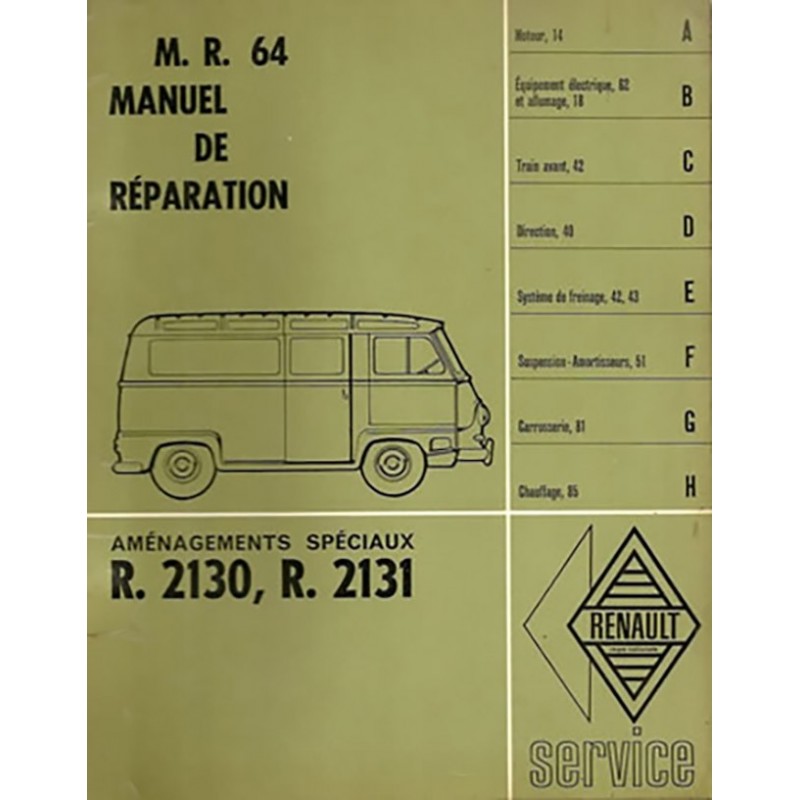 M. R. 64
MANUEL
DE
RÉPARATION
Moteur, 14 A
Équipement électrique, 62
et allumage, 18 B
Train avant, 42 C
Direction, 40 D
Système de freinage, 42, 43 E
Suspension-Amortisseurs, 51 F
Carrosserie, 81 G
Chauffage, 85 H
AMÉNAGEMENTS SPÉCIAUX
R. 2130, R. 2131
RENAULT
service